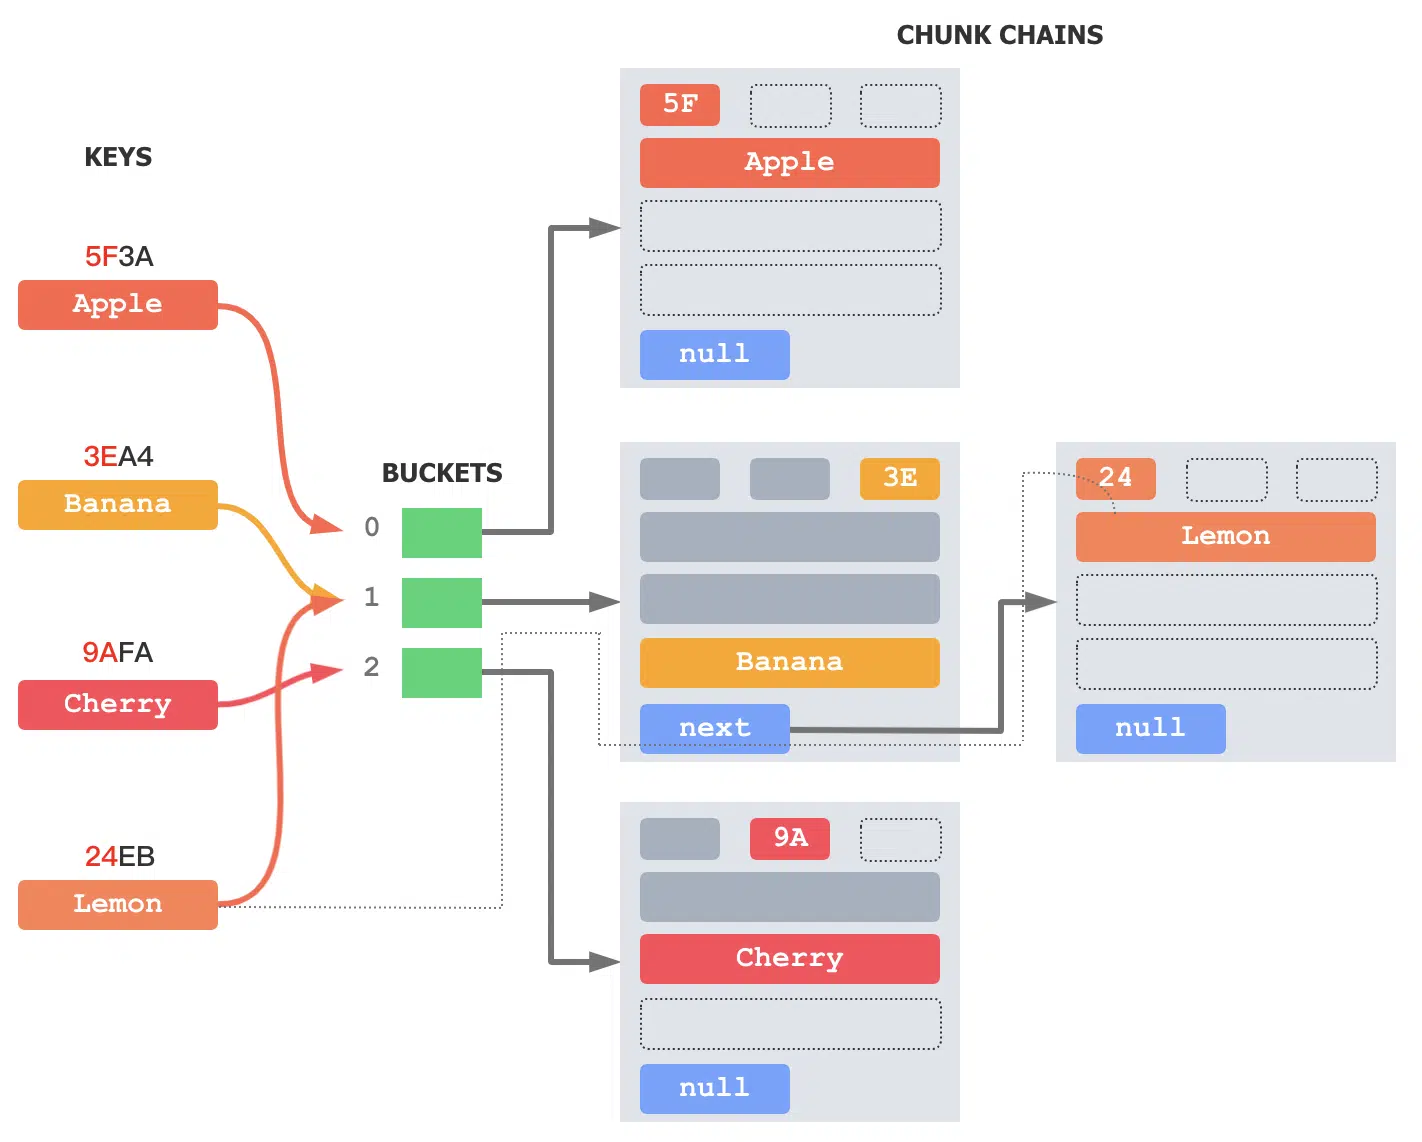 CHUNK CHAINS
KEYS
BUCKETS
5F3A
Apple
3EA4
Banana
9AFA
Cherry
24EB
Lemon
0
1
2
5F
Apple
null
3E
Banana
next
24
Lemon
null
9A
Cherry
null